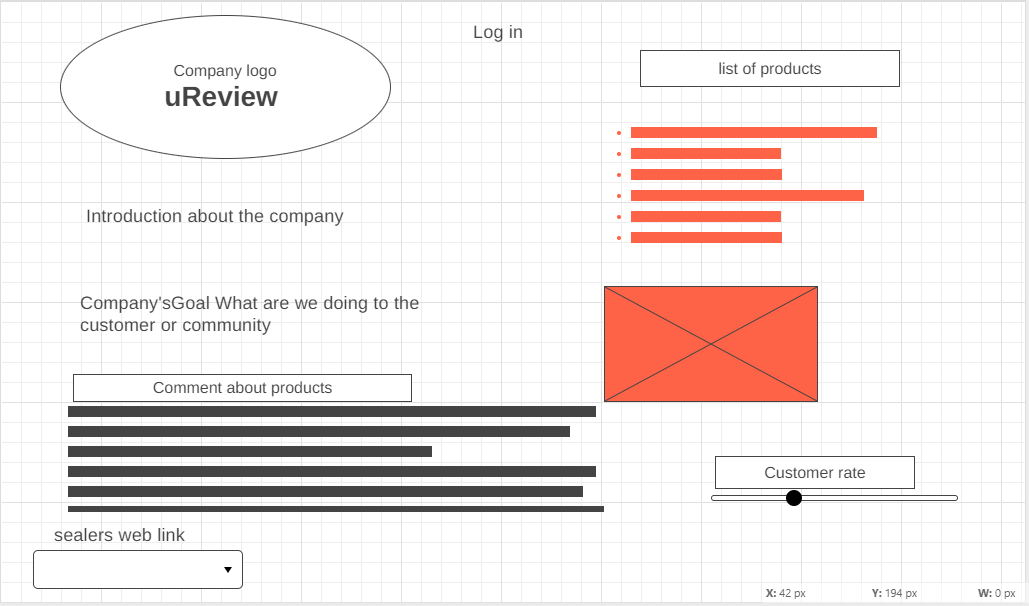 Log in
Company logo
uReview
list of products
Introduction about the company
Company'sGoal What are we doing to the
customer or community
Comment about products
Customer rate
sealers web link
X: 42 px
Y: 194 px
W: 0 px